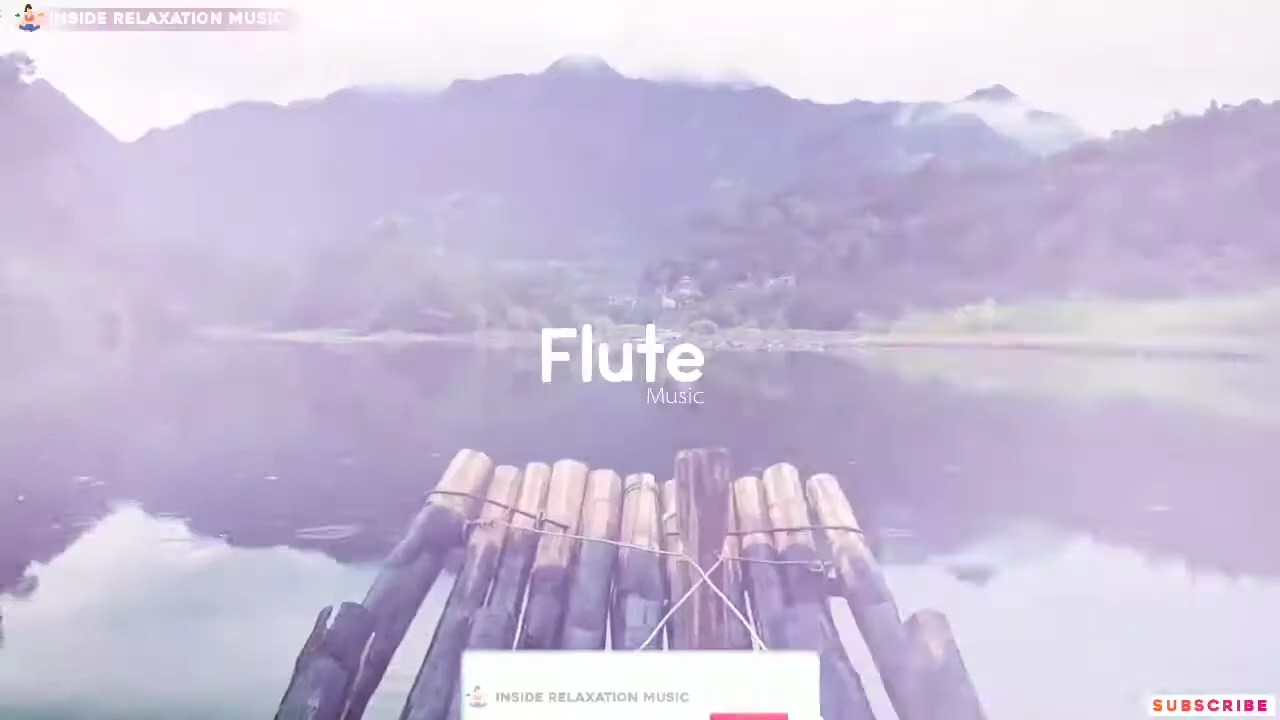 INSIDE RELAXATION MUSIC
Flute
Music
INSIDE RELAXATION MUSIC
SUBSCRIBE